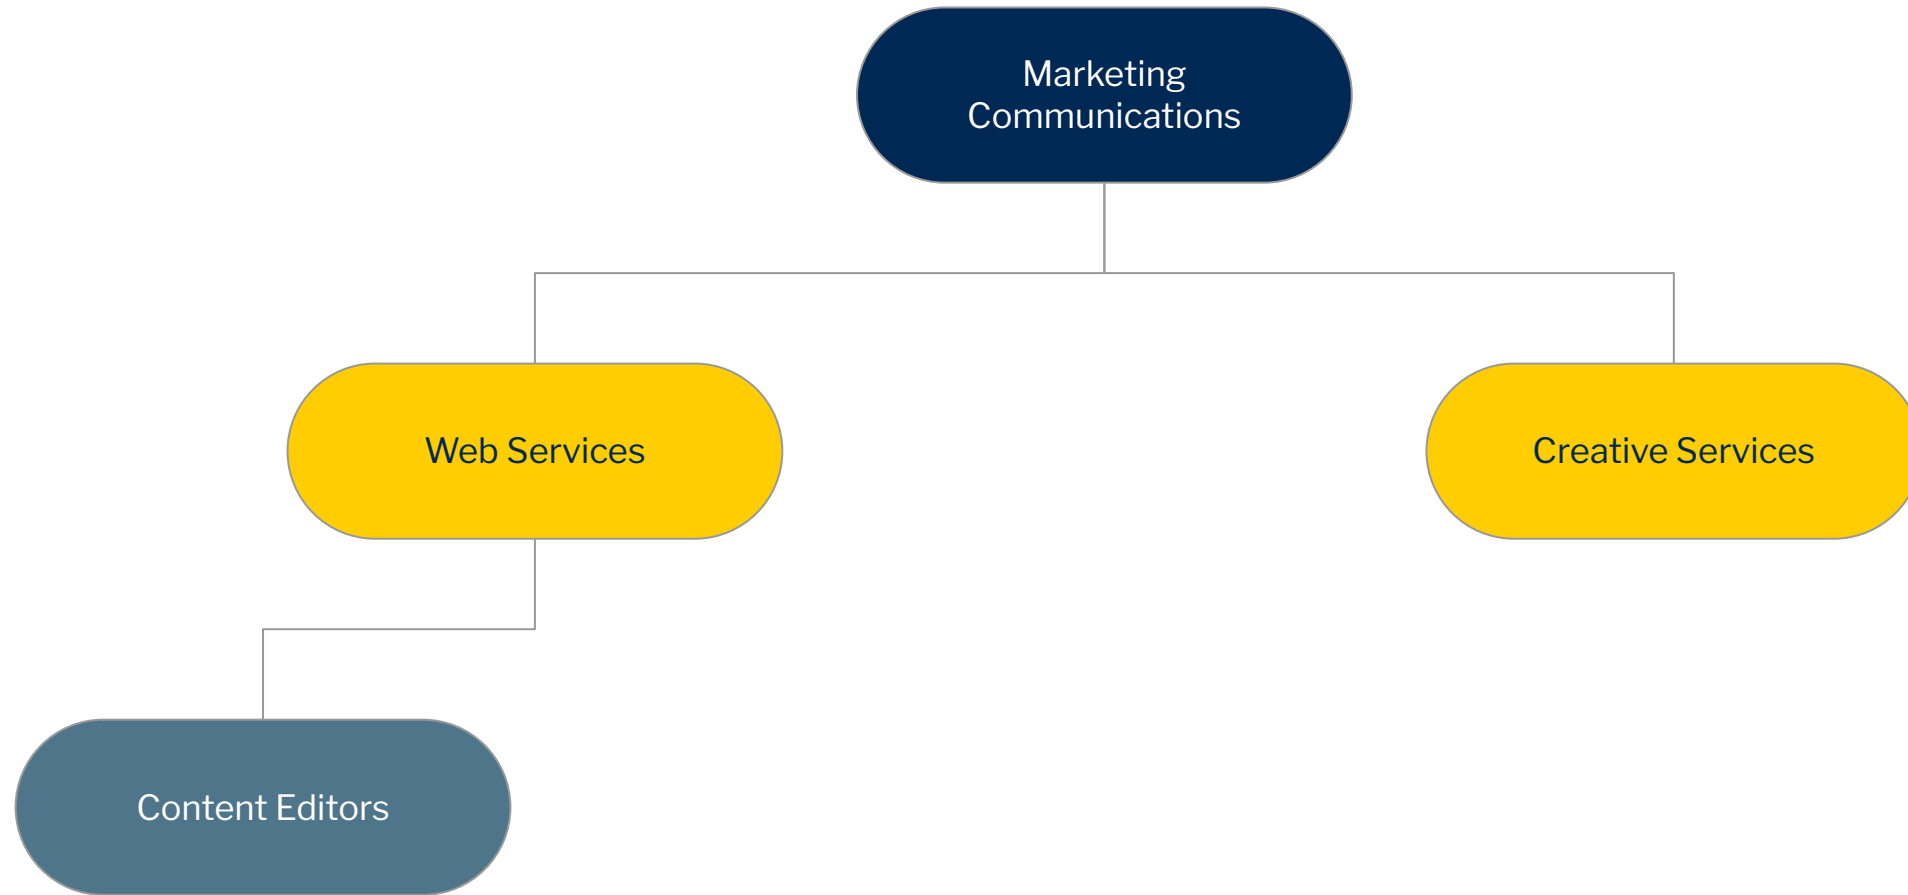 Marketing
Communications
Web Services
Creative Services
Content Editors